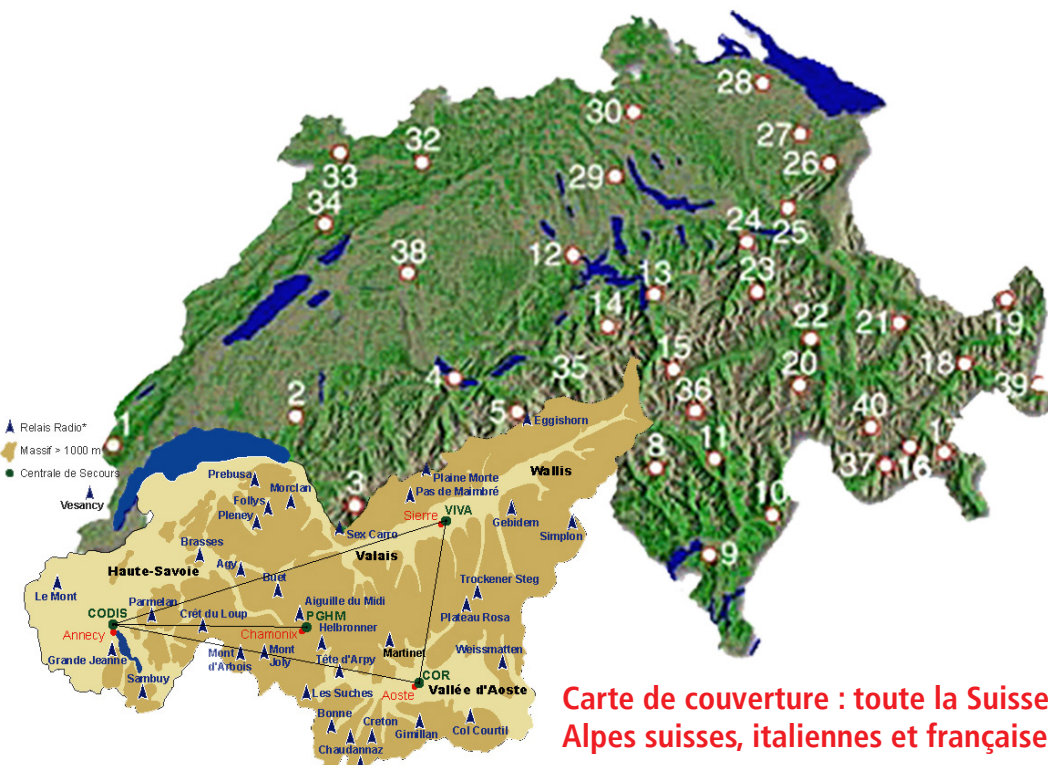 28
30
27
32
26
33
29
34
24
25
38
12
13
23
19
14
21
22
15
35
18
20
4
39
36
2
5
40
1
Eggishorn
Relais Radio*
11
8
37
16
Massif > 1000 m
Plaine Morte
Wallis
Centrale de Secours
Prebusa
Morclan
Pas de Maimbré
3
Vesancy
Follys
Pleney
Sierre
VIVA
Gebidem
10
Sex Carro
Simplon
Brasses
Valais
9
Haute-Savoie
Agy
Buet
Trockener Steg
Le Mont
Parmelan
Aiguille du Midi
CODIS
Crêt du Loup
PGHM
Plateau Rosa
Annecy
Chamonix
Helbronner
Grande Jeanne
Mont
d'Arbois
Mont
Joly
Martinet
Weissmatten
Tête d'Arpy
Sambuy
COR
Les Suches
Aoste
Vallée d'Aoste
Bonne
Creton
Gimillan
Col Courtil
Chaudannaz
Carte de couverture : toute la Suisse
Alpes suisses, italiennes et française